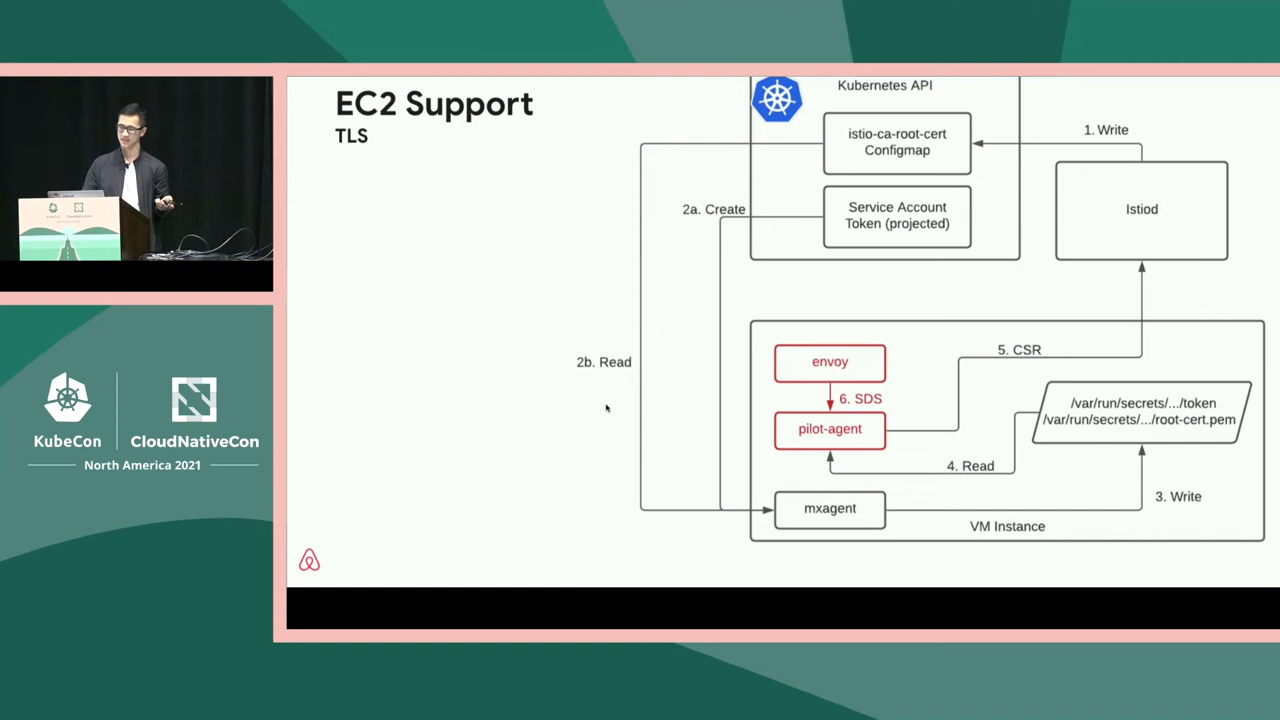 EC2 Support
TLS
Kubernetes API
istio-ca-root-cert
Configmap
1. Write
2a. Create
Service Account
Token (projected)
Istiod
2b. Read
envoy
5. CSR
6. SDS
pilot-agent
/var/run/secrets/.../token
/var/run/secrets/.../root-cert.pem
4. Read
mxagent
3. Write
VM Instance
KubeCon
CloudNativeCon
North America 2021